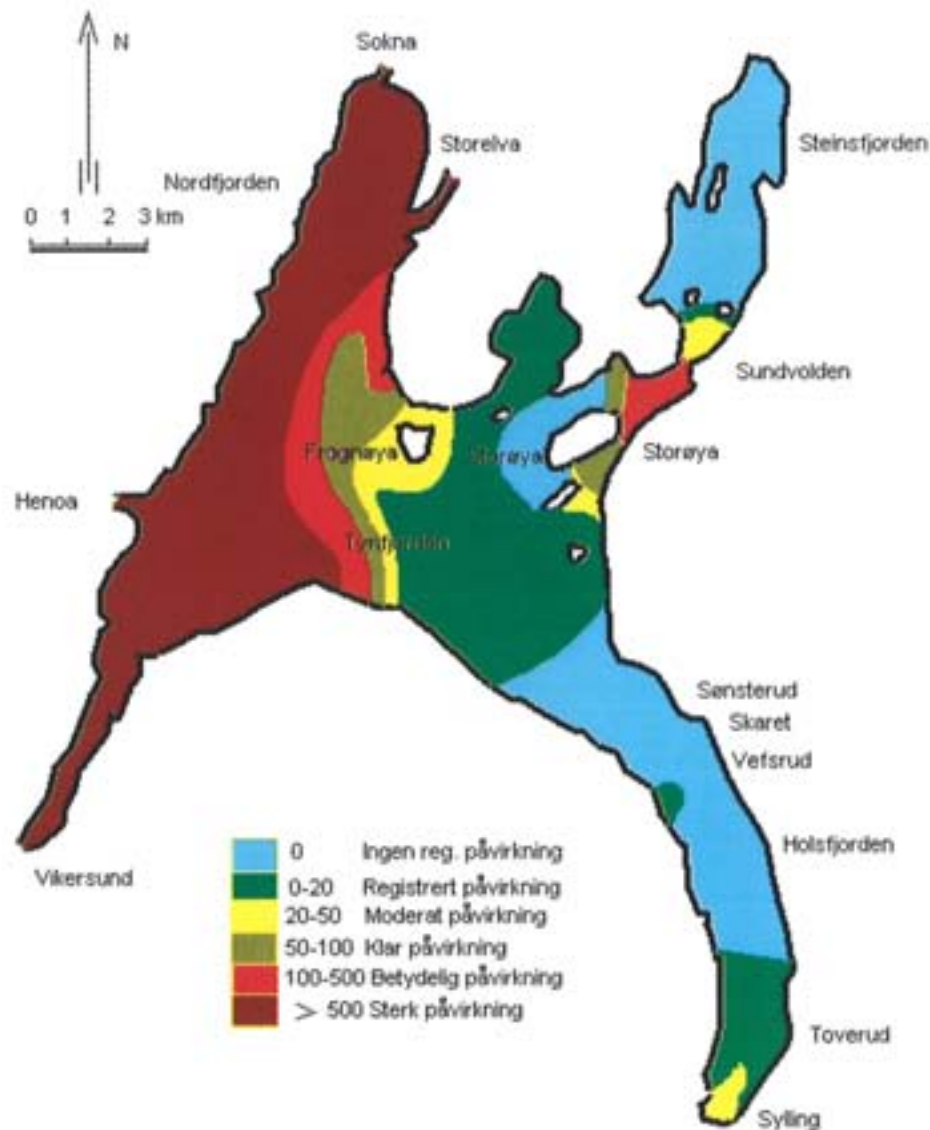 N
Sokna
Storelva
Steinsfjorden
Nordfjorden
0 1 2 3 km
Sundvolden
Frognøya
Storøya
Storøya
Henoa
Tyrifjorden
Sønsterud
Skaret
Vefsrud
Holsfjorden
Vikersund
0 Ingen reg. påvirkning
0-20 Registrert påvirkning
20-50 Moderat påvirkning
50-100 Klar påvirkning
100-500 Betydelig påvirkning
> 500 Sterk påvirkning
Toverud
Sylling